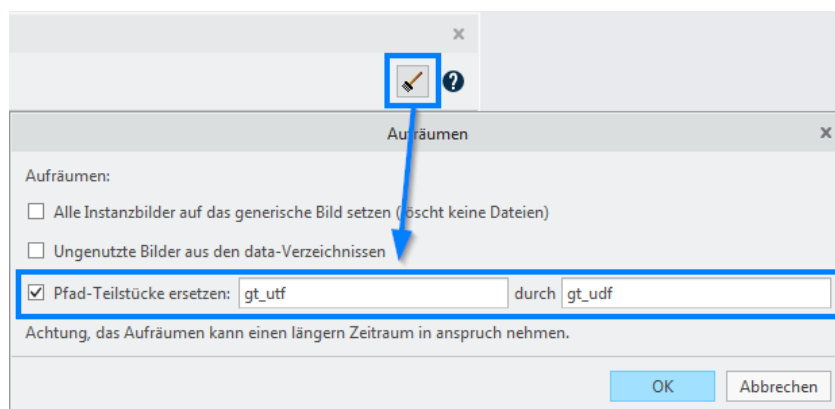 x
?
Aufräumen
x
Aufräumen:
Alle Instanzbilder auf das generische Bild setzen (löscht keine Dateien)
Ungenutzte Bilder aus den data-Verzeichnissen
Pfad-Teilstücke ersetzen: gt_utf durch gt_udf
Achtung, das Aufräumen kann einen längern Zeitraum in anspruch nehmen.
OK Abbrechen